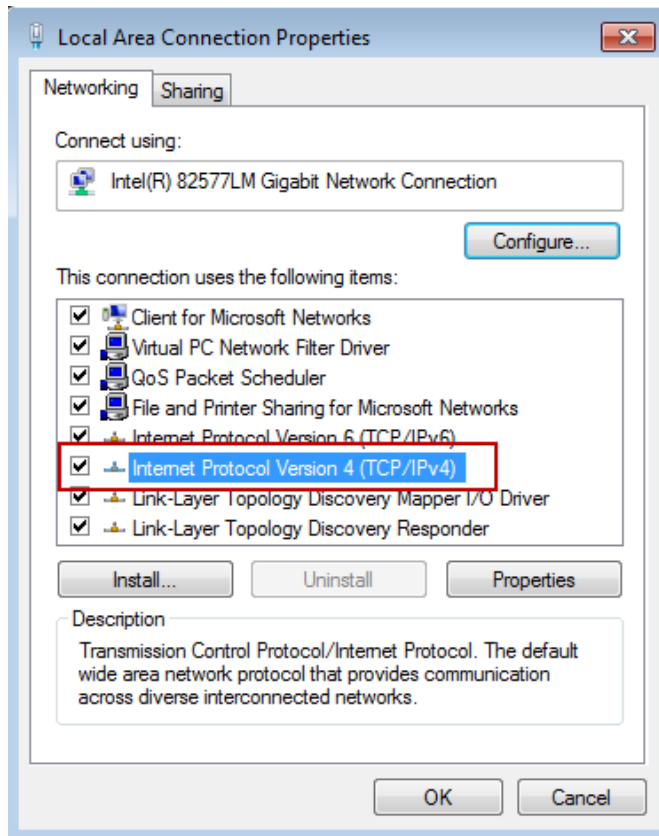 Local Area Connection Properties
Networking
Sharing
Connect using:
Intel(R) 82577LM Gigabit Network Connection
Configure...
This connection uses the following items:
Client for Microsoft Networks
Virtual PC Network Filter Driver
QoS Packet Scheduler
File and Printer Sharing for Microsoft Networks
Internet Protocol Version 6 (TCP/IPv6)
Internet Protocol Version 4 (TCP/IPv4)
Link-Layer Topology Discovery Mapper I/O Driver
Link-Layer Topology Discovery Responder
Install...
Uninstall
Properties
Description
Transmission Control Protocol/Internet Protocol. The default
wide area network protocol that provides communication
across diverse interconnected networks.
OK
Cancel